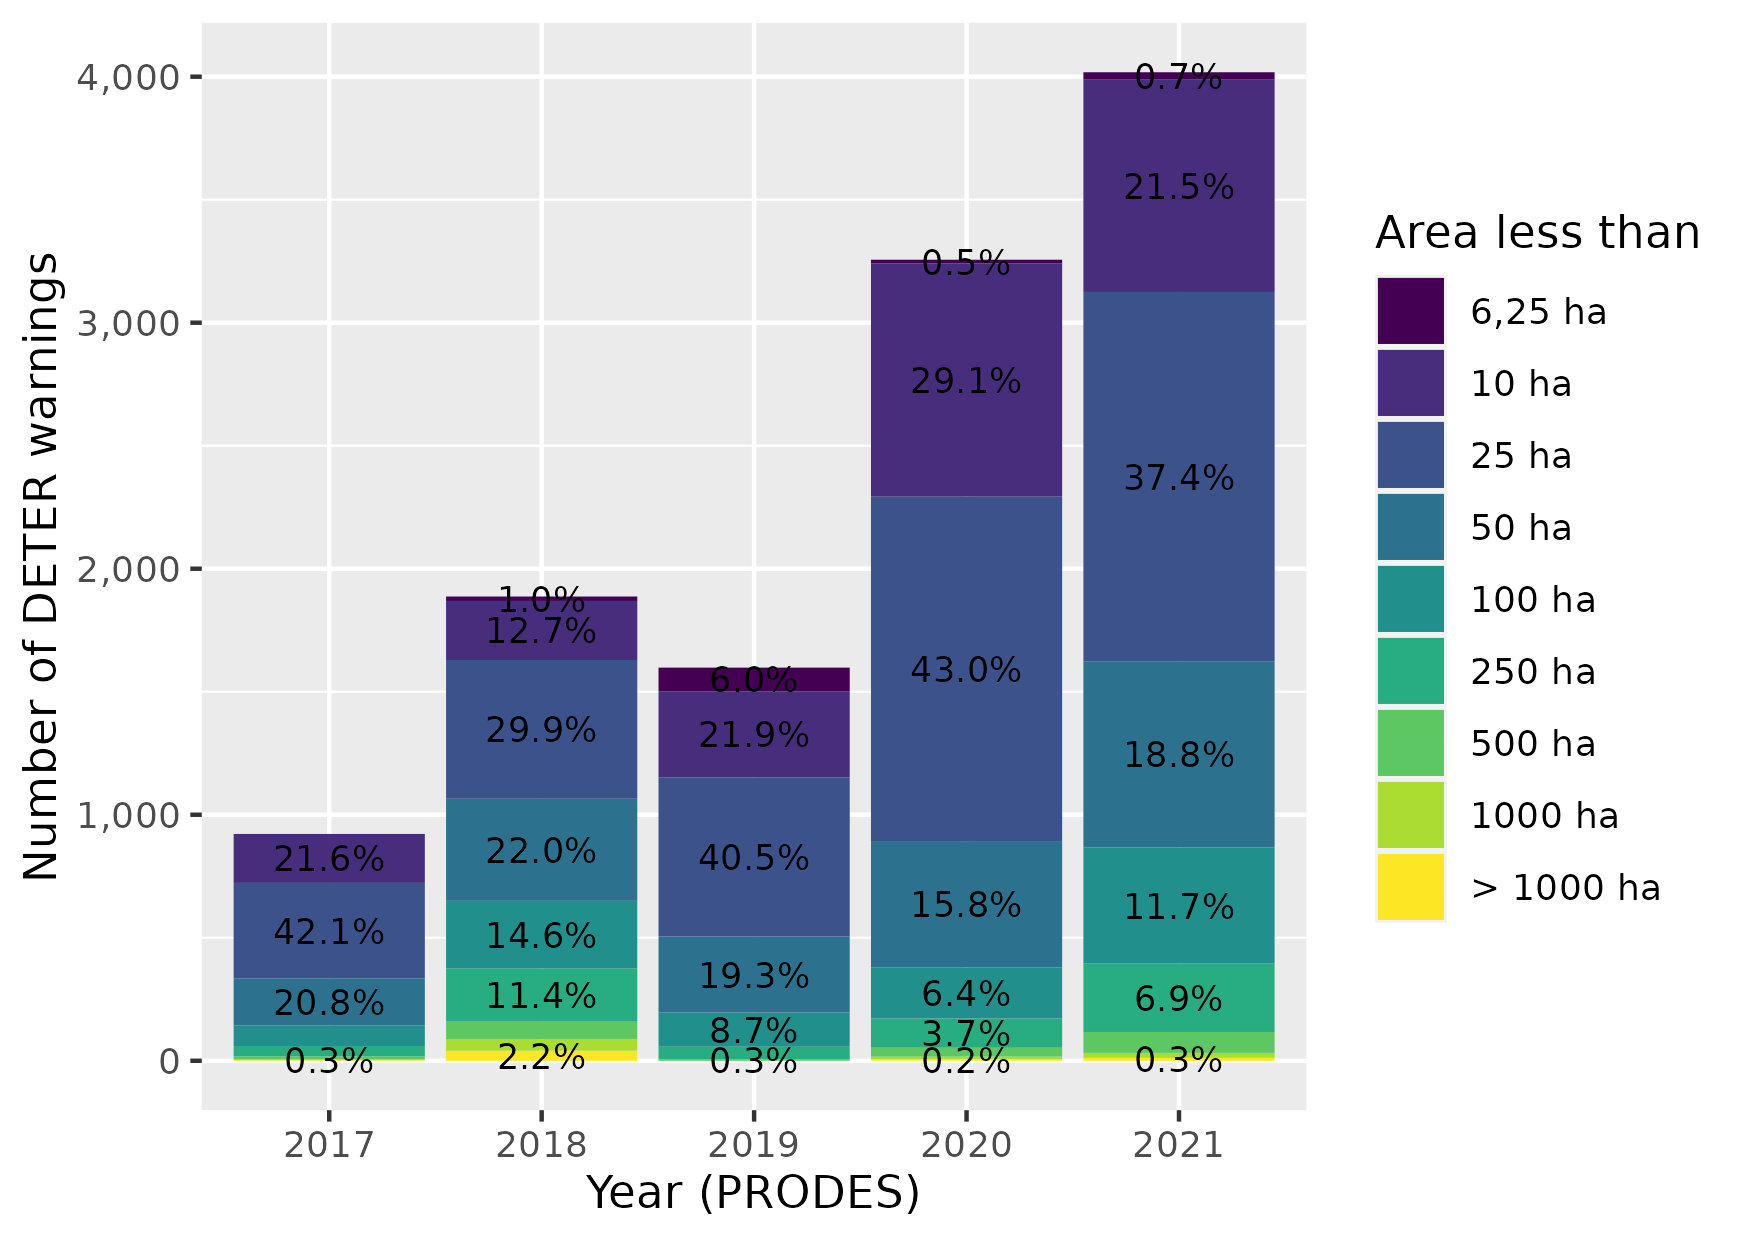 4,000
3,000
2,000
1,000
0
Number of DETER warnings
21.6%
42.1%
20.8%
0.3%
1.0%
12.7%
29.9%
22.0%
14.6%
11.4%
2.2%
6.0%
21.9%
40.5%
19.3%
8.7%
0.3%
0.5%
29.1%
43.0%
15.8%
6.4%
3.7%
0.2%
0.7%
21.5%
37.4%
18.8%
11.7%
6.9%
0.3%
2017 2018 2019 2020 2021
Year (PRODES)
Area less than
6,25 ha
10 ha
25 ha
50 ha
100 ha
250 ha
500 ha
1000 ha
> 1000 ha